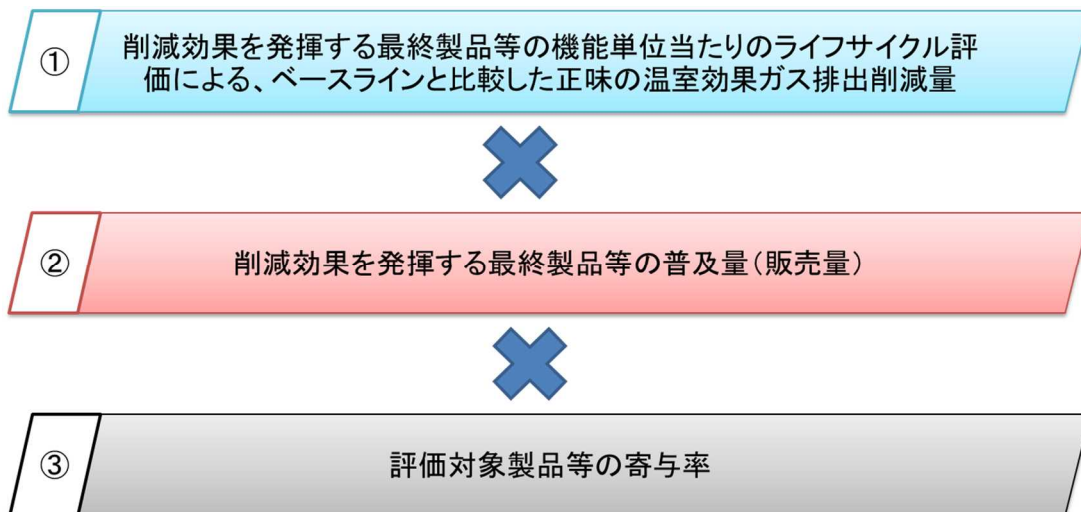 ①
削減効果を発揮する最終製品等の機能単位当たりのライフサイクル評
価による、ベースラインと比較した正味の温室効果ガス排出削減量
②
削減効果を発揮する最終製品等の普及量（販売量）
③
評価対象製品等の寄与率